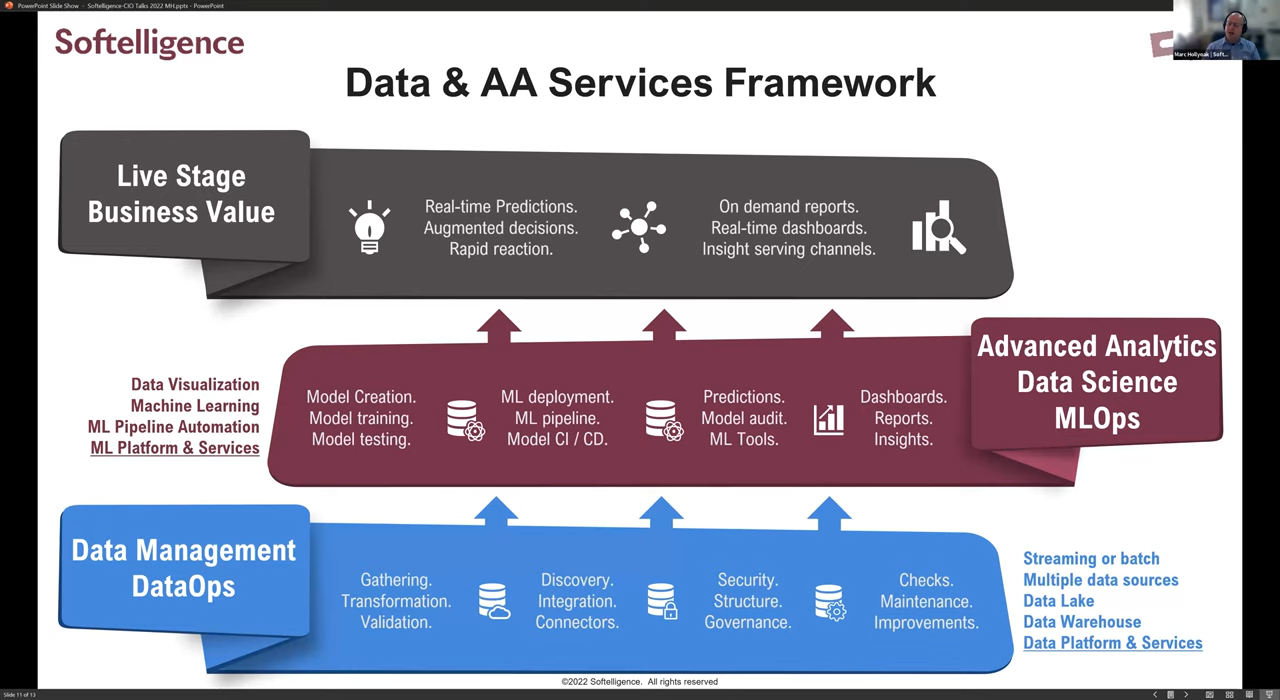 PowerPoint Slide Show - Softelligence-CIO Talks 2022 MH.pptx - PowerPoint
Softelligence
Marc Hollyoak | Soft...
Data & AA Services Framework
Live Stage
Business Value
Real-time Predictions.
Augmented decisions.
Rapid reaction.
On demand reports.
Real-time dashboards.
Insight serving channels.
Data Visualization
Machine Learning
ML Pipeline Automation
ML Platform & Services
Model Creation.
Model training.
Model testing.
ML deployment.
ML pipeline.
Model CI / CD.
Predictions.
Model audit.
ML Tools.
Dashboards.
Reports.
Insights.
Advanced Analytics
Data Science
MLOps
Data Management
DataOps
Gathering.
Transformation.
Validation.
Discovery.
Integration.
Connectors.
Security.
Structure.
Governance.
Checks.
Maintenance.
Improvements.
Streaming or batch
Multiple data sources
Data Lake
Data Warehouse
Data Platform & Services
©2022 Softelligence. All rights reserved
Slide 11 of 13